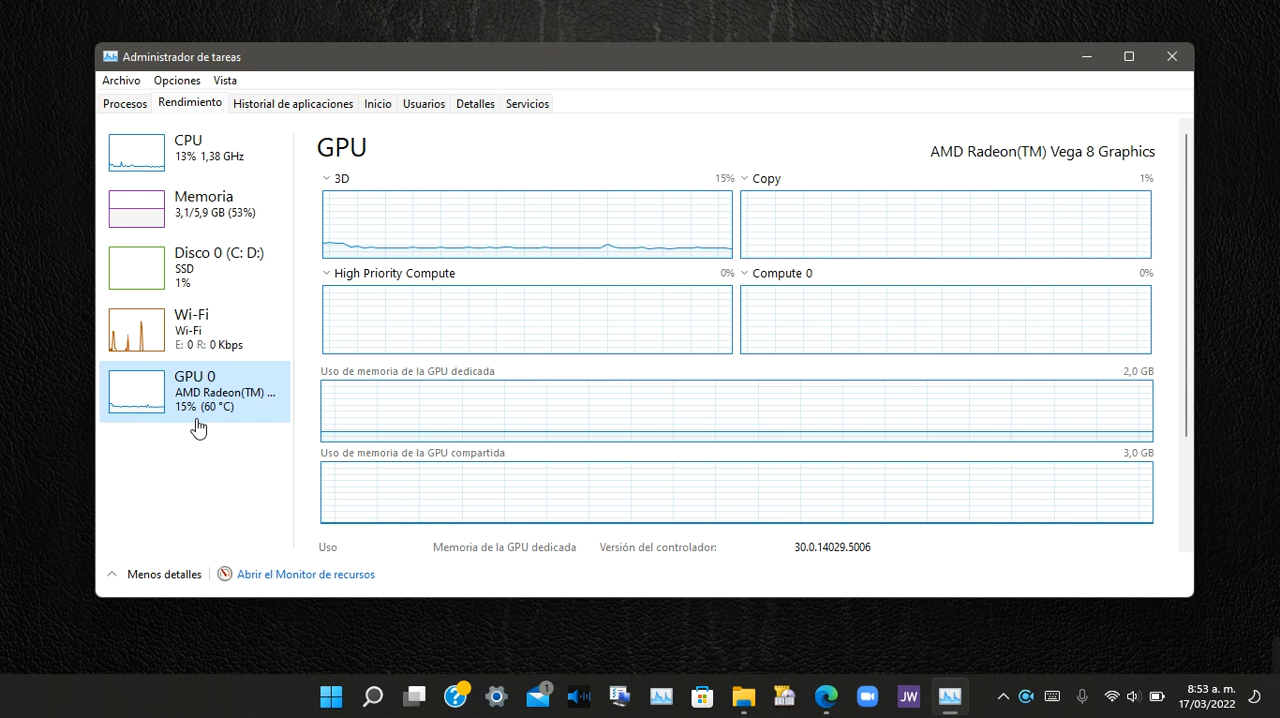 Administrador de tareas
Archivo Opciones Vista
Procesos Rendimiento Historial de aplicaciones Inicio Usuarios Detalles Servicios
CPU
13% 1,38 GHz
Memoria
3,1/5,9 GB (53%)
Disco 0 (C: D:)
SSD
1%
Wi-Fi
Wi-Fi
E: 0 R: 0 Kbps
GPU 0
AMD Radeon(TM) ...
15% (60 °C)
GPU
AMD Radeon(TM) Vega 8 Graphics
3D 15% Copy 1%
High Priority Compute 0% Compute 0 0%
Uso de memoria de la GPU dedicada 2,0 GB
Uso de memoria de la GPU compartida 3,0 GB
Uso Memoria de la GPU dedicada Versión del controlador: 30.0.14029.5006
Menos detalles Abrir el Monitor de recursos
1
JW
8:53 a. m.
17/03/2022